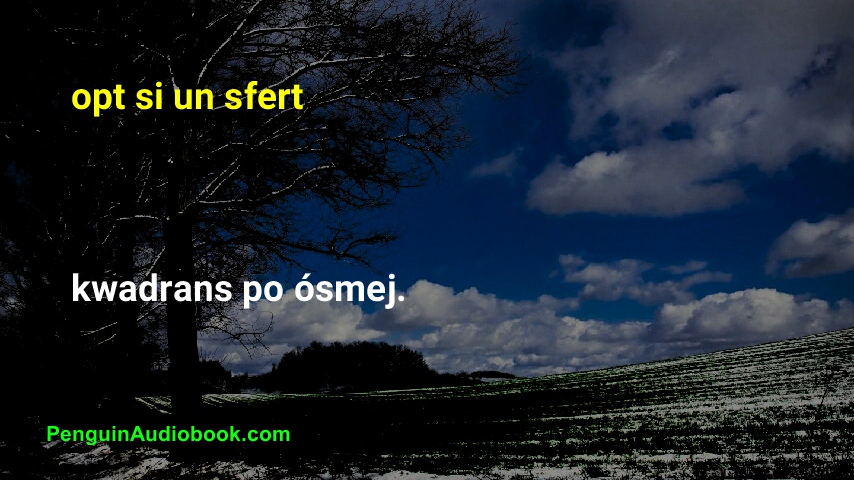 opt si un sfert
kwadrans po ósmej.
PenguinAudiobook.com